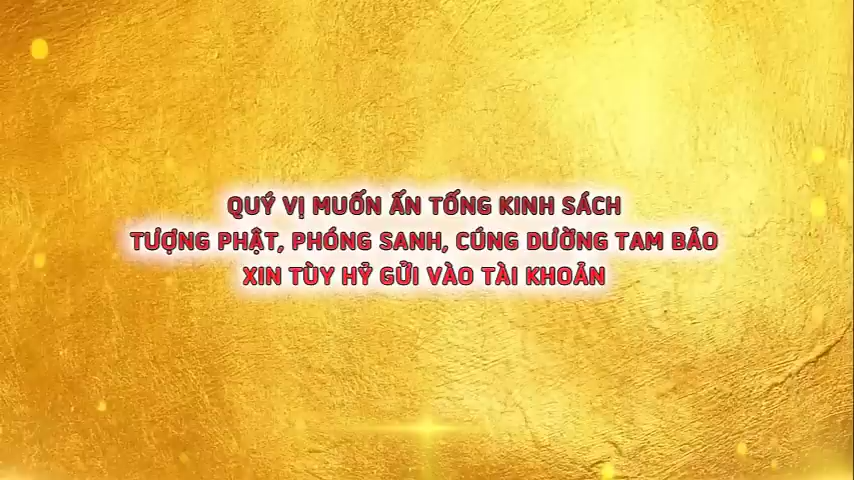 QUÝ VỊ MUỐN ẤN TỐNG KINH SÁCH
TƯỢNG PHẬT, PHÓNG SANH, CÚNG DƯỜNG TAM BẢO
XIN TÙY HỶ GỬI VÀO TÀI KHOẢN